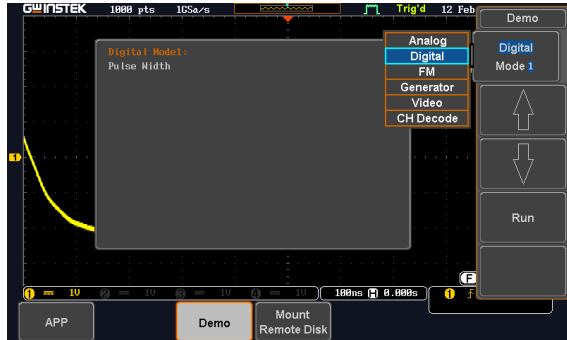 GWINSTEK 1000 pts 1GSa/s Trig'd 12 Feb
Demo
Digital
Mode 1
Analog
Digital
FM
Generator
Video
CH Decode
Digital Mode1:
Pulse Width
1
Run
F
1 1V 2 1V 3 1V 4 1V 100ns H 0.000s 1
APP
Demo
Mount
Remote Disk